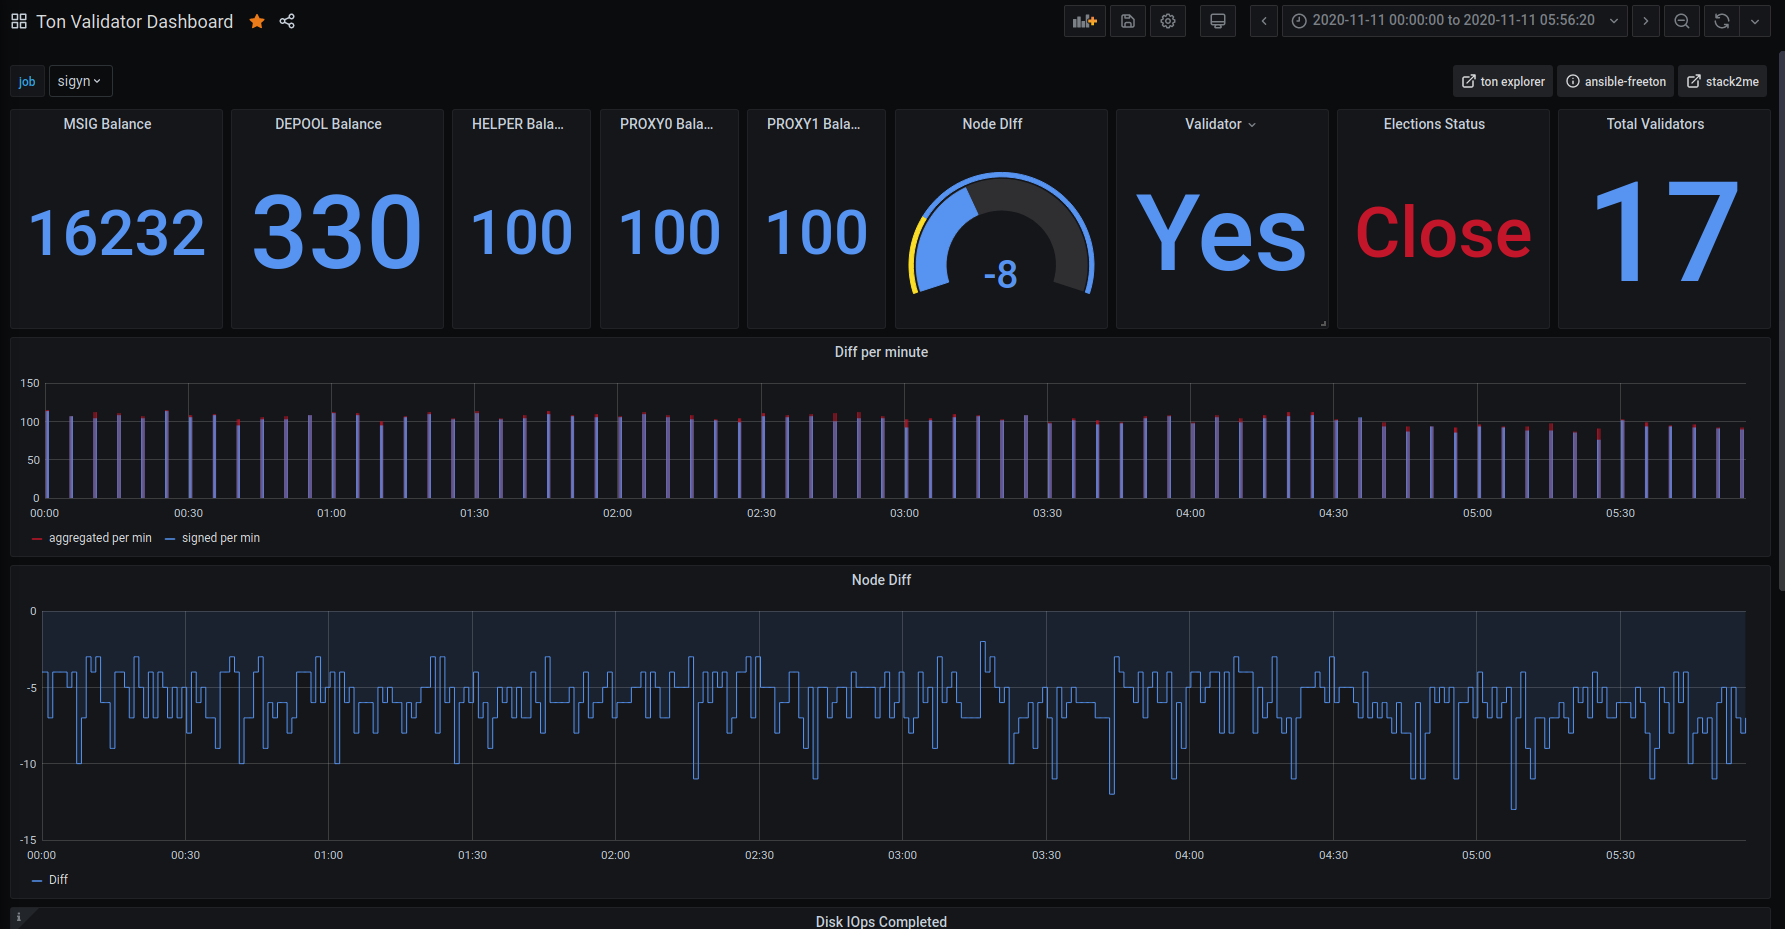 Ton Validator Dashboard
2020-11-11 00:00:00 to 2020-11-11 05:56:20
job sigyn
ton explorer ansible-freeton stack2me
MSIG Balance DEPOOL Balance HELPER Bala... PROXY0 Bala... PROXY1 Bala... Node DIff Validator Elections Status Total Validators
16232 330 100 100 100 -8 Yes Close 17
Diff per minute
150
100
50
0
00:00 00:30 01:00 01:30 02:00 02:30 03:00 03:30 04:00 04:30 05:00 05:30
aggregated per min signed per min
Node Diff
0
-5
-10
-15
00:00 00:30 01:00 01:30 02:00 02:30 03:00 03:30 04:00 04:30 05:00 05:30
Diff
i
Disk IOps Completed